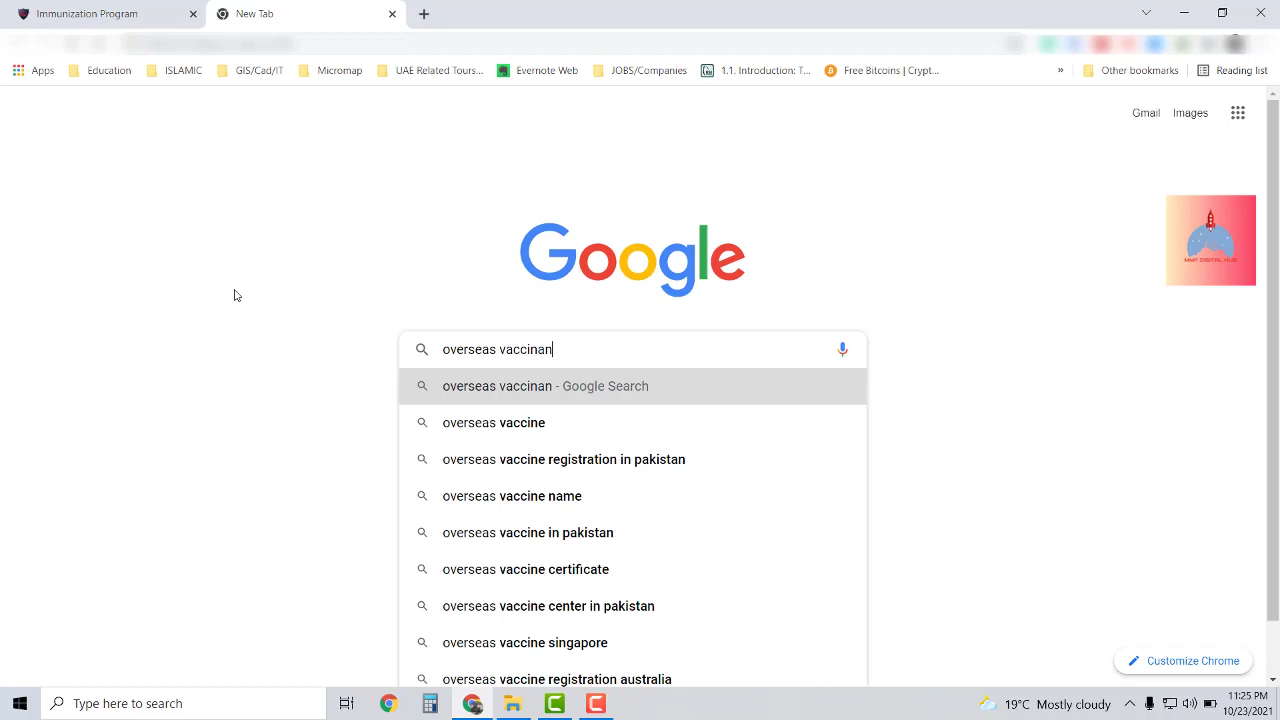 Immunization Program
New Tab
Apps Education ISLAMIC GIS/Cad/IT Micromap UAE Related Tours... Evernote Web JOBS/Companies 1.1. Introduction: T... Free Bitcoins | Crypt... » Other bookmarks Reading list
Gmail Images
MMF DIGITAL HUB
Google
overseas vaccinan
overseas vaccinan - Google Search
overseas vaccine
overseas vaccine registration in pakistan
overseas vaccine name
overseas vaccine in pakistan
overseas vaccine certificate
overseas vaccine center in pakistan
overseas vaccine singapore
overseas vaccine registration australia
Customize Chrome
Type here to search
19°C Mostly cloudy
11:25 PM
10/23/2021